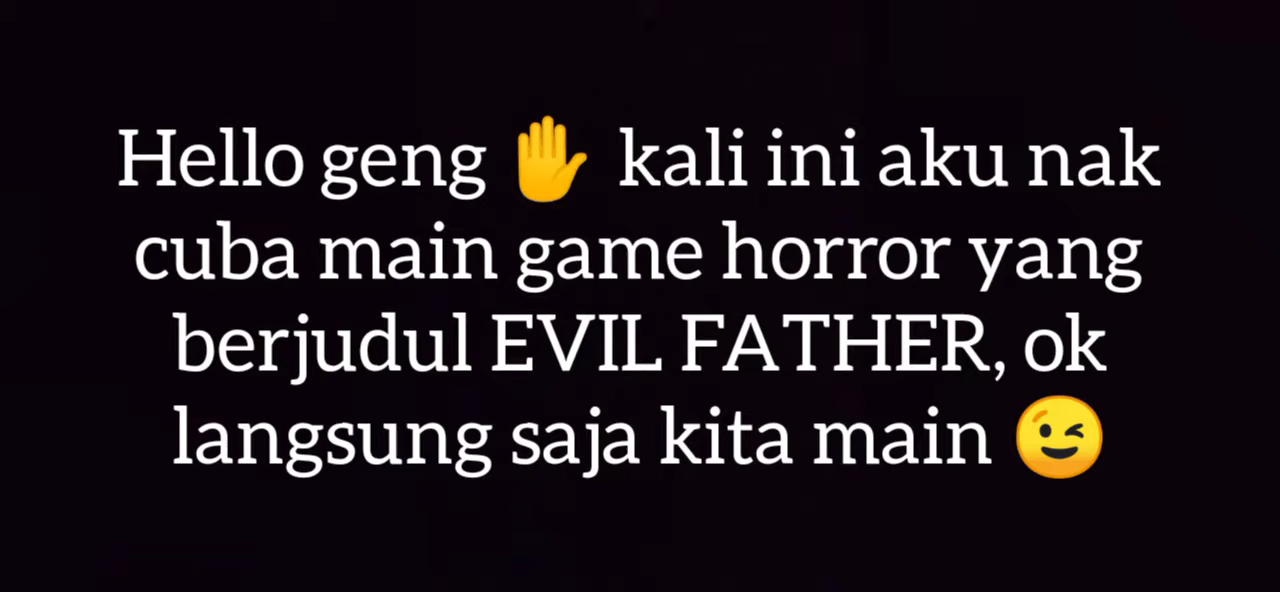 Hello geng ✋ kali ini aku nak
cuba main game horror yang
berjudul EVIL FATHER, ok
langsung saja kita main 😉